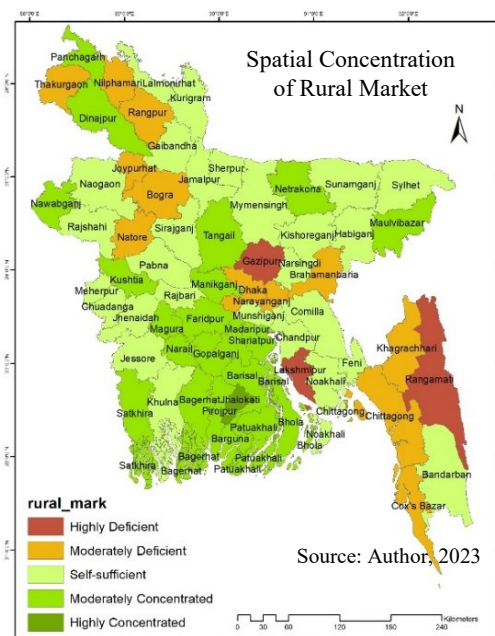 Spatial Concentration
of Rural Market
N
Panchagarh
Thakurgaon
Nilphamari
Lalmonirhat
Kurigram
Rangpur
Dinajpur
Gaibandha
Joypurhat
Sherpur
Jamalpur
Naogaon
Bogra
Netrakona
Sunamganj
Sylhet
Mymensingh
Nawabganj
Maulvibazar
Rajshahi
Sirajganj
Kishoreganj
Habiganj
Natore
Tangail
Gazipur
Narsingdi
Pabna
Brahamanbaria
Kushtia
Manikganj
Dhaka
Meherpur
Rajbari
Narayanganj
Chuadanga
Munshiganj
Comilla
Faridpur
Jhenaidah
Magura
Madaripur
Khagrachhari
Shariatpur
Chandpur
Narail
Gopalganj
Jessore
Feni
Lakshmipur
Rangamati
Barisal
Noakhali
Barisal
Khulna
Bagerhat
Jhalokati
Chittagong
Satkhira
Pirojpur
Chittagong
Bhola
Patuakhali
Noakhali
Barguna
Bhola
Satkhira
Bagerhat
Patuakhali
Bagerhat
Patuakhali
Bandarban
Cox's Bazar
rural_mark
Highly Deficient
Moderately Deficient
Self-sufficient
Moderately Concentrated
Highly Concentrated
Source: Author, 2023
Kilometers
0 30 60 120 180 240